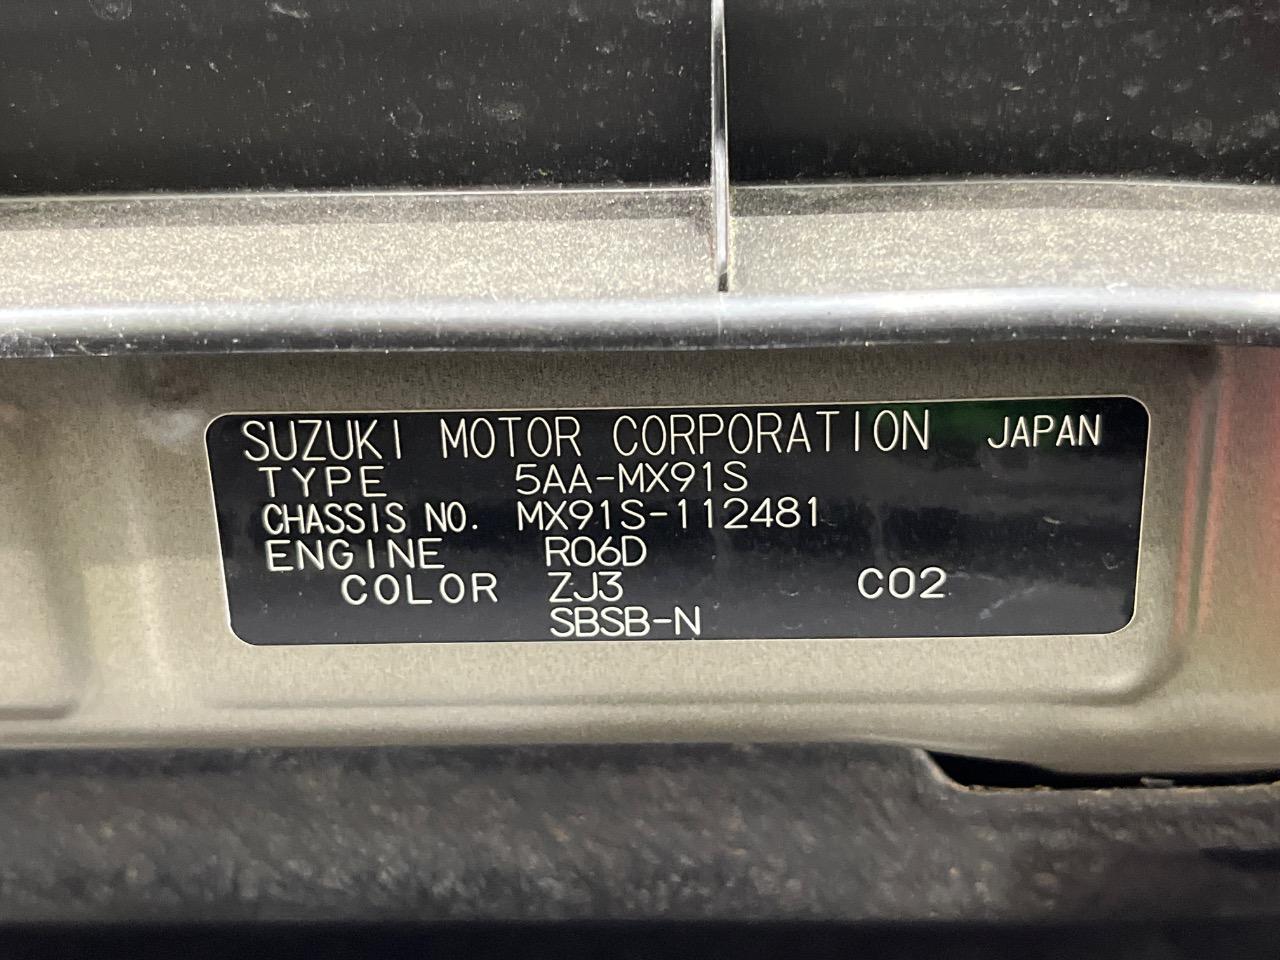 SUZUKI MOTOR CORPORATION JAPAN
TYPE 5AA-MX91S
CHASSIS NO. MX91S-112481
ENGINE R06D
COLOR ZJ3 C02
SBSB-N